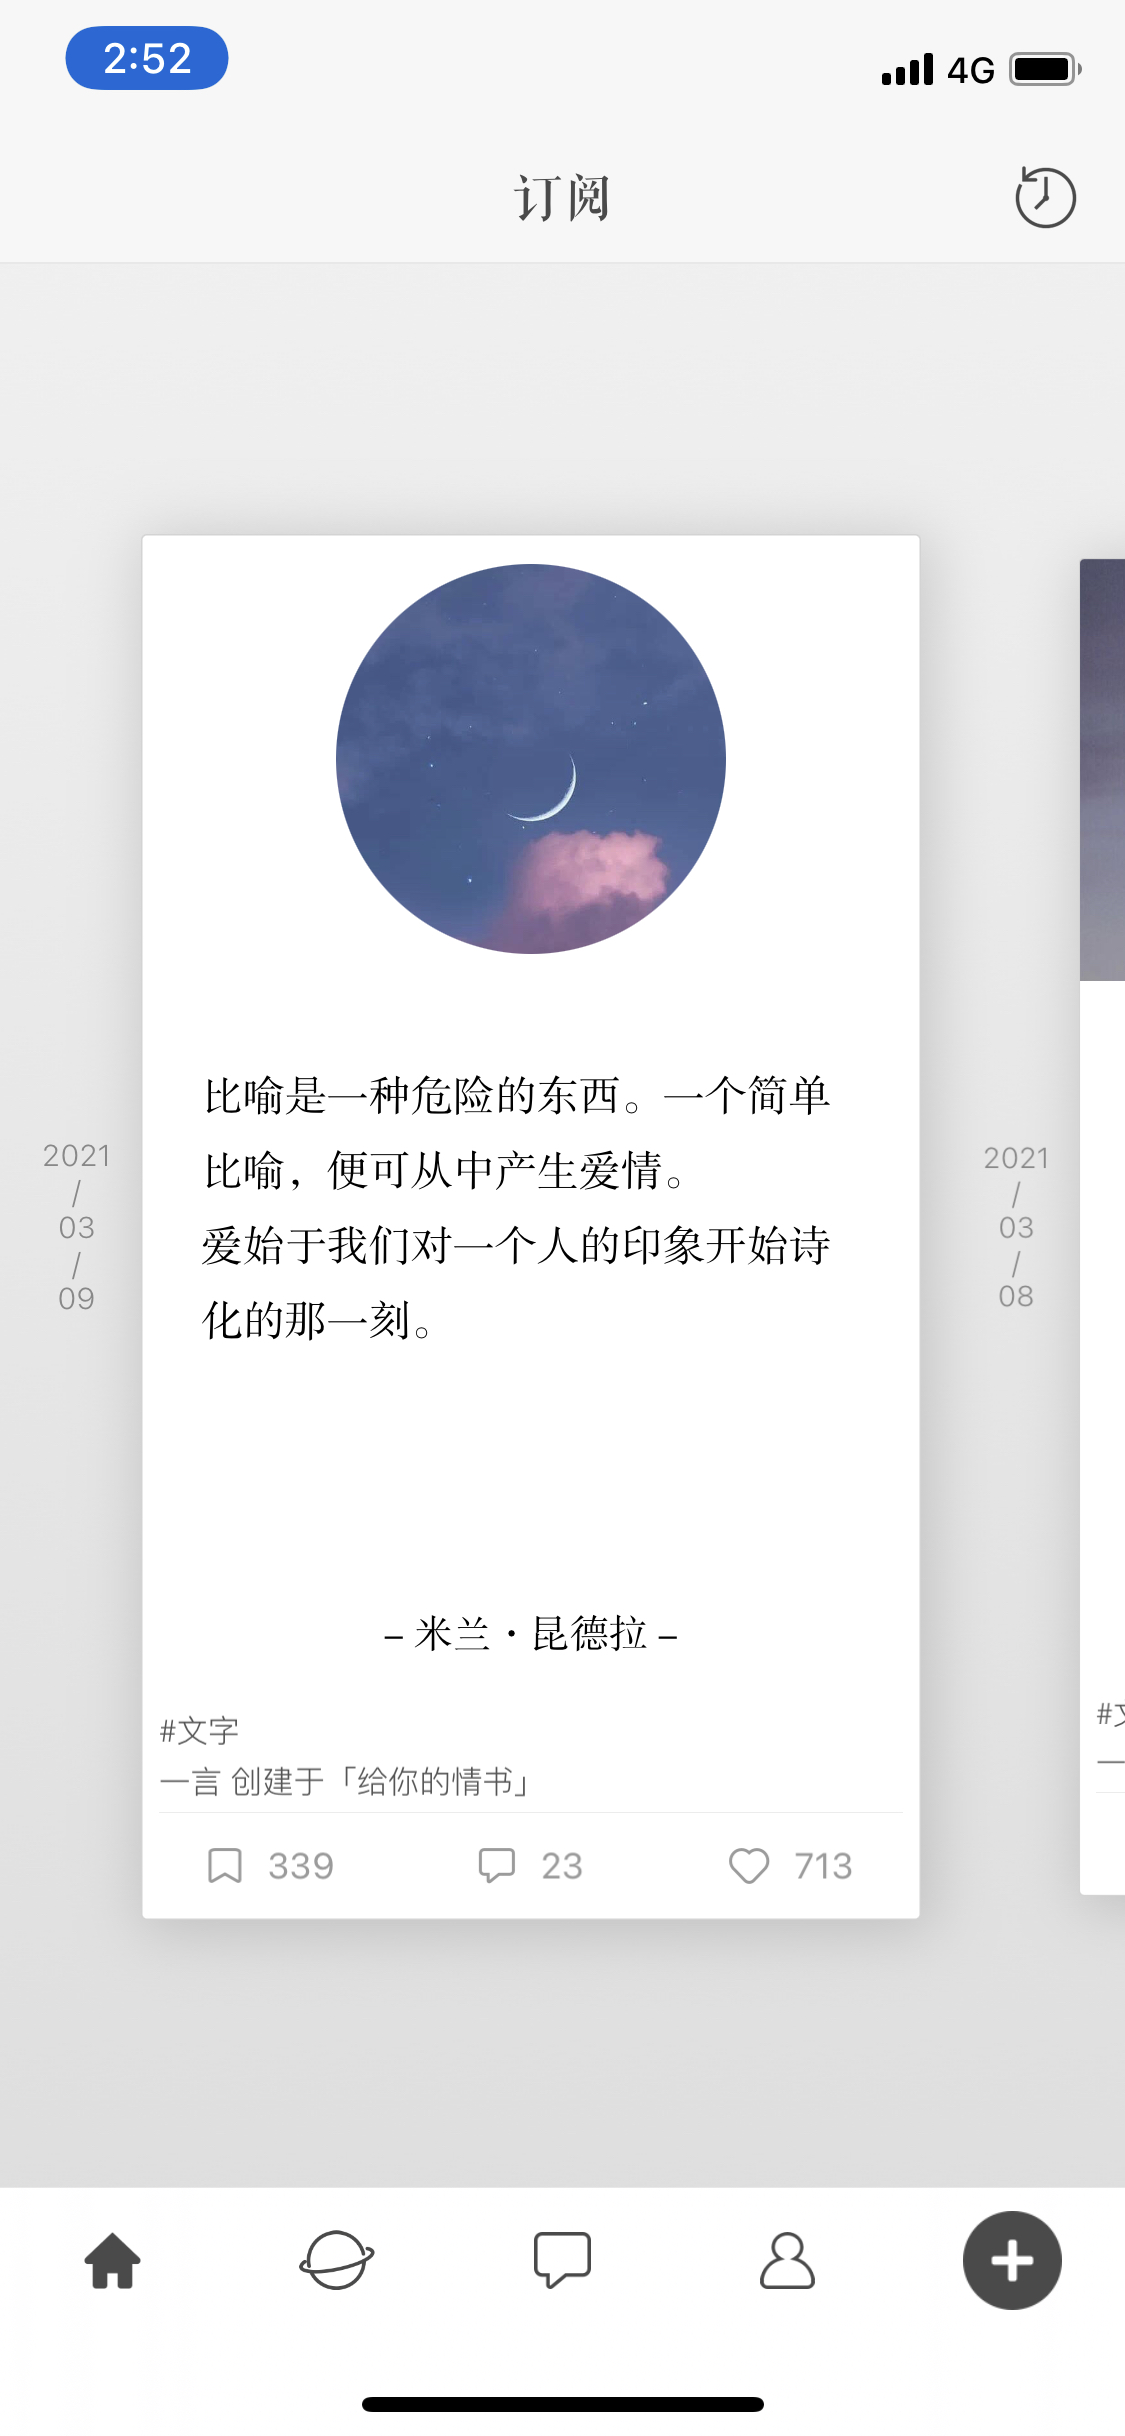 2:52
4G
订阅
比喻是一种危险的东西。一个简单
比喻，便可从中产生爱情。
爱始于我们对一个人的印象开始诗
化的那一刻。
– 米兰·昆德拉 –
#文字
一言 创建于「给你的情书」
339
23
713
2021
/
03
/
09
2021
/
03
/
08